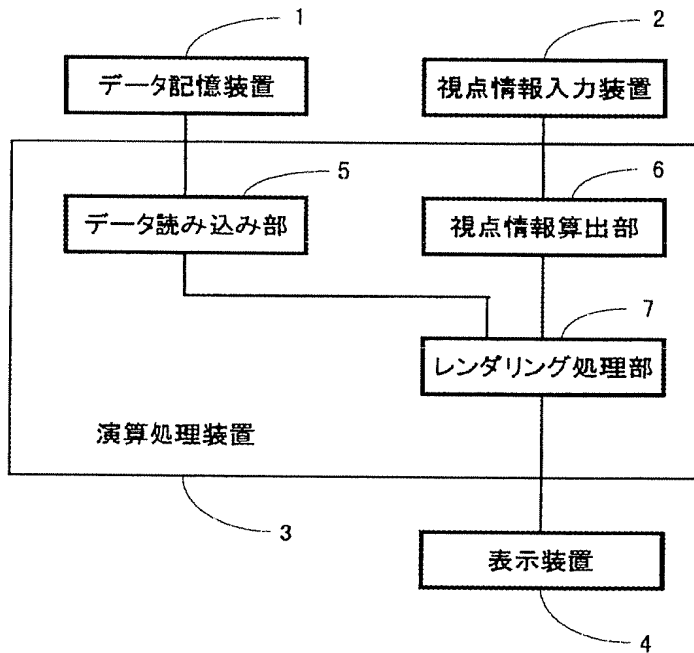 1
2
データ記憶装置
視点情報入力装置
5
6
データ読み込み部
視点情報算出部
7
レンダリング処理部
演算処理装置
3
表示装置
4